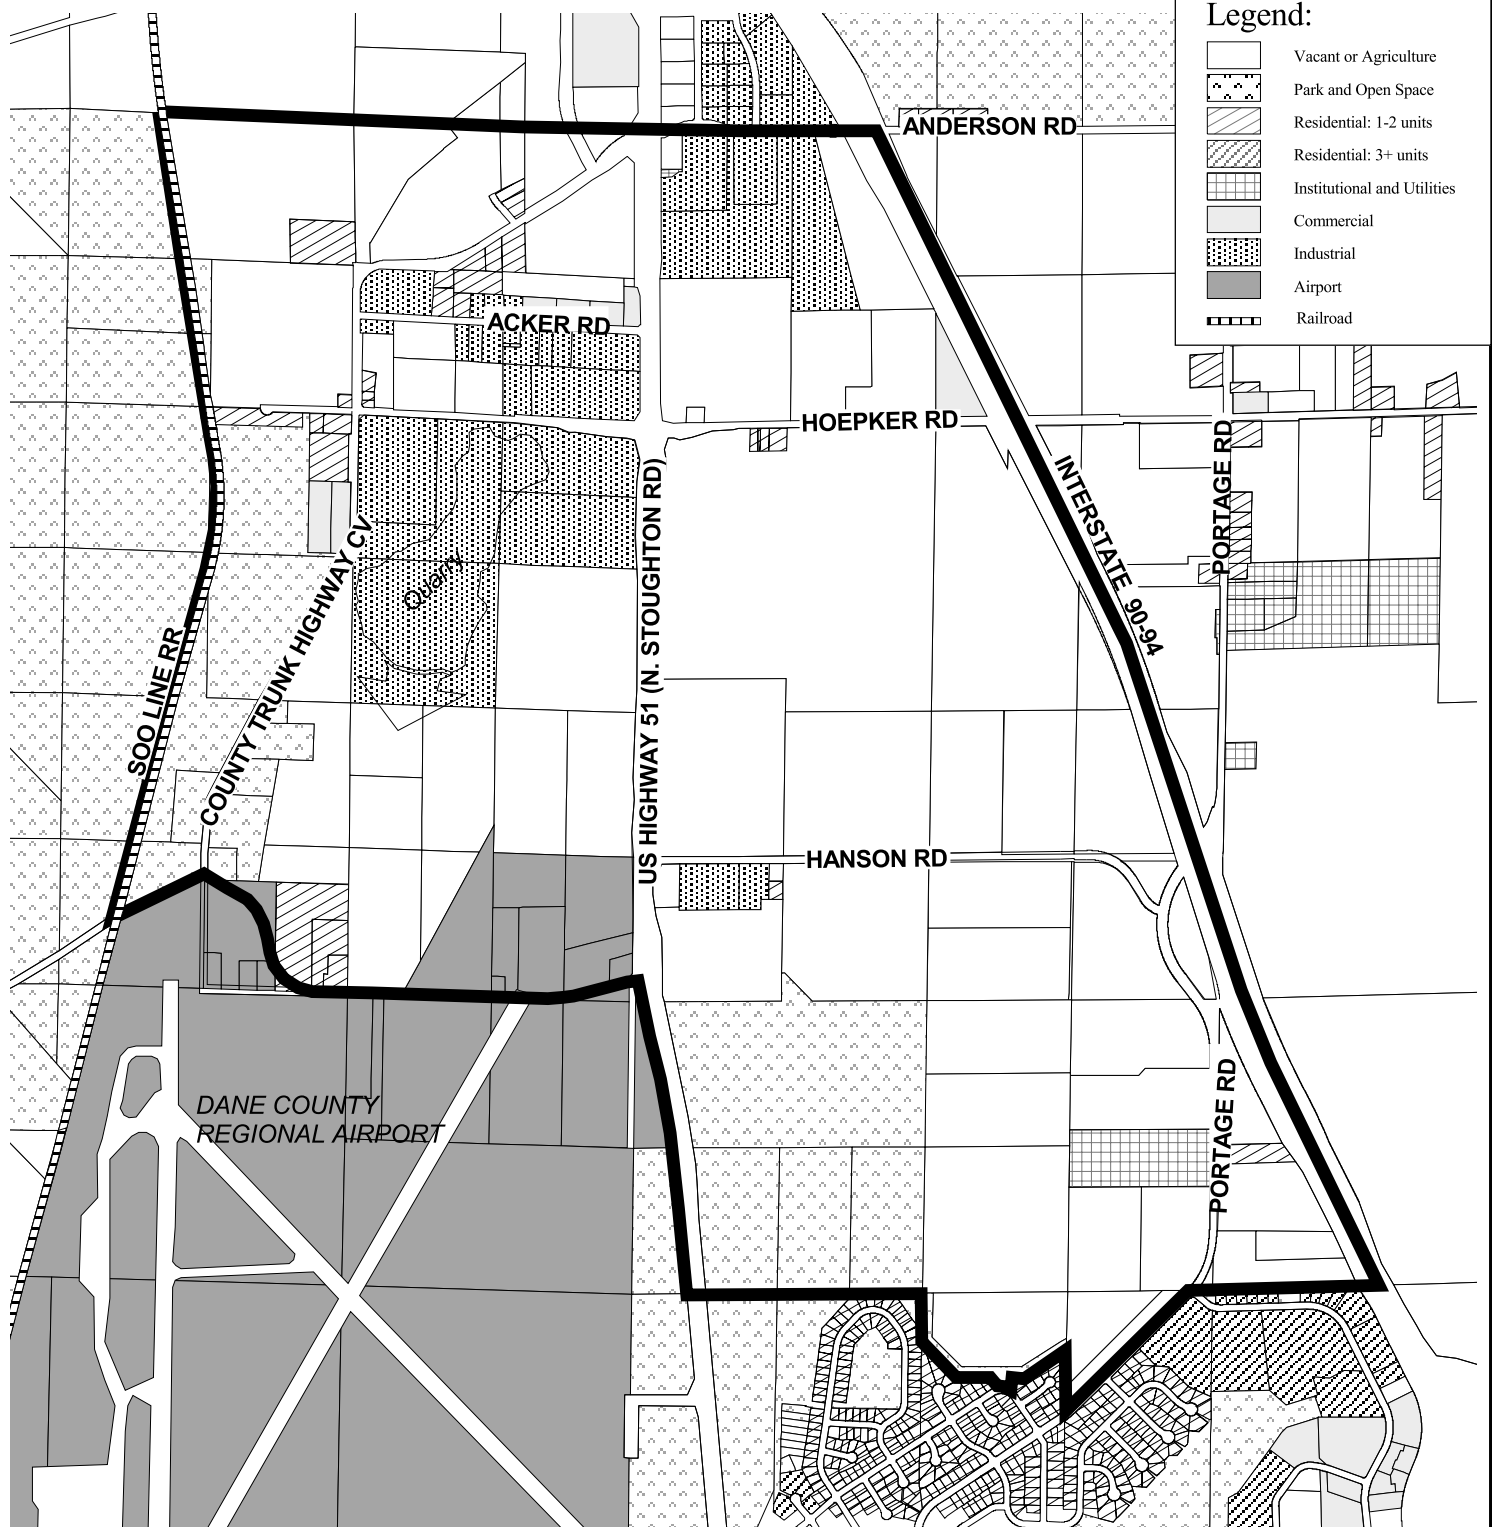 Legend:
Vacant or Agriculture
Park and Open Space
Residential: 1-2 units
Residential: 3+ units
Institutional and Utilities
Commercial
Industrial
Airport
Railroad
ANDERSON RD
ACKER RD
HOEPKER RD
PORTAGE RD
INTERSTATE 90-94
US HIGHWAY 51 (N. STOUGHTON RD)
COUNTY TRUNK HIGHWAY CV
Quarry
SOO LINE RR
HANSON RD
DANE COUNTY
REGIONAL AIRPORT
PORTAGE RD